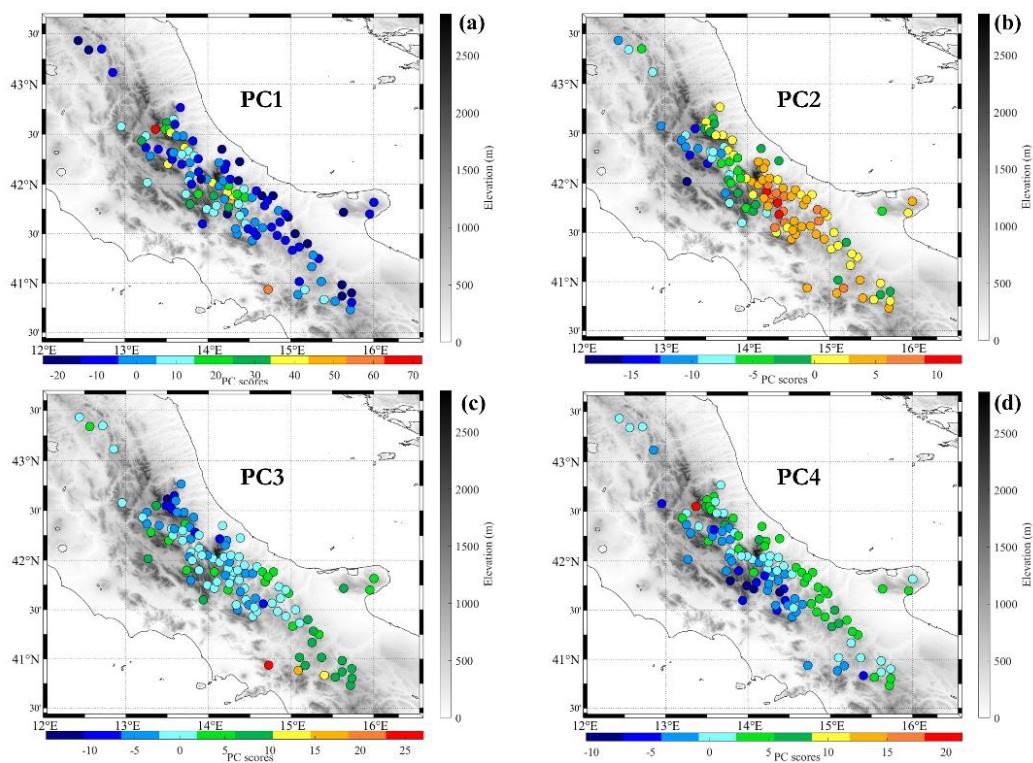 (a)
PC1
30'
43°N
30'
42°N
30'
41°N
30'
12°E
13°E
14°E
15°E
16°E
2500
2000
1500
1000
500
0
Elevation (m)
-20 -10 0 10 20 30 40 50 60 70
PC scores
(b)
PC2
30'
43°N
30'
42°N
30'
41°N
30'
12°E
13°E
14°E
15°E
16°E
2500
2000
1500
1000
500
0
Elevation (m)
-15 -10 -5 0 5 10
PC scores
(c)
PC3
30'
43°N
30'
42°N
30'
41°N
30'
12°E
13°E
14°E
15°E
16°E
2500
2000
1500
1000
500
0
Elevation (m)
-10 -5 0 5 10 15 20 25
PC scores
(d)
PC4
30'
43°N
30'
42°N
30'
41°N
30'
12°E
13°E
14°E
15°E
16°E
2500
2000
1500
1000
500
0
Elevation (m)
-10 -5 0 5 10 15 20
PC scores